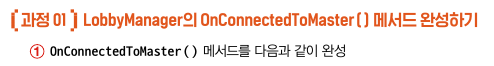 [ 과정 01 ] LobbyManager의 OnConnectedToMaster ( ) 메서드 완성하기
① OnConnectedToMaster ( ) 메서드를 다음과 같이 완성